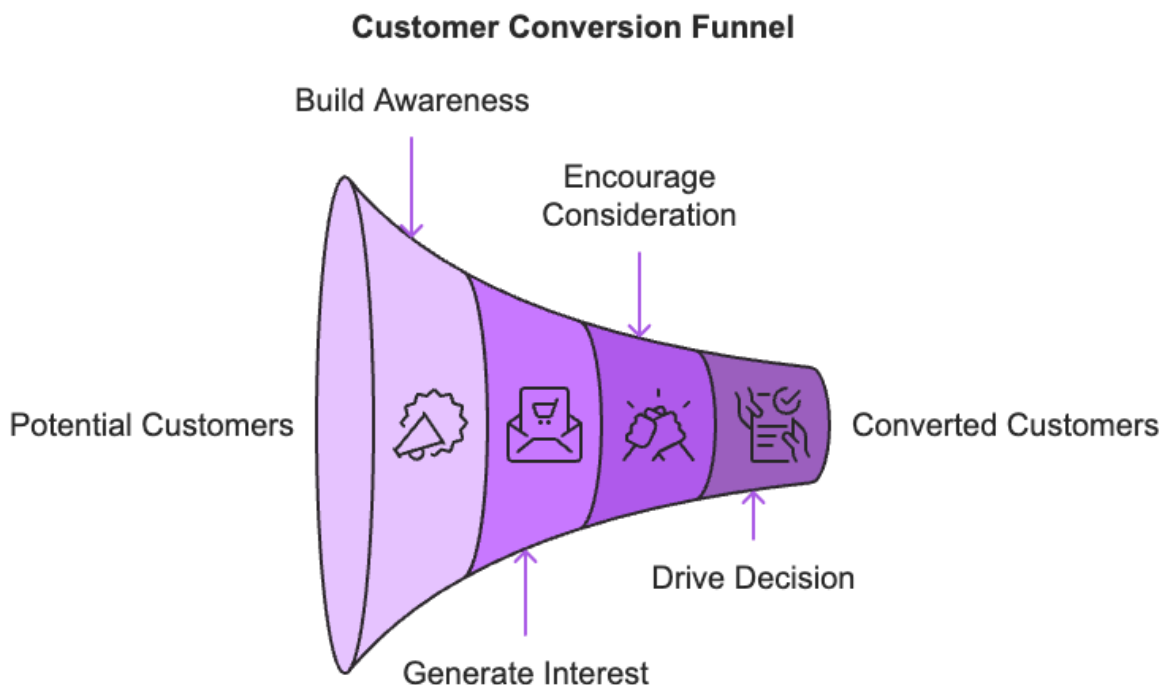 Customer Conversion Funnel
Build Awareness
Encourage
Consideration
Potential Customers
Converted Customers
Drive Decision
Generate Interest